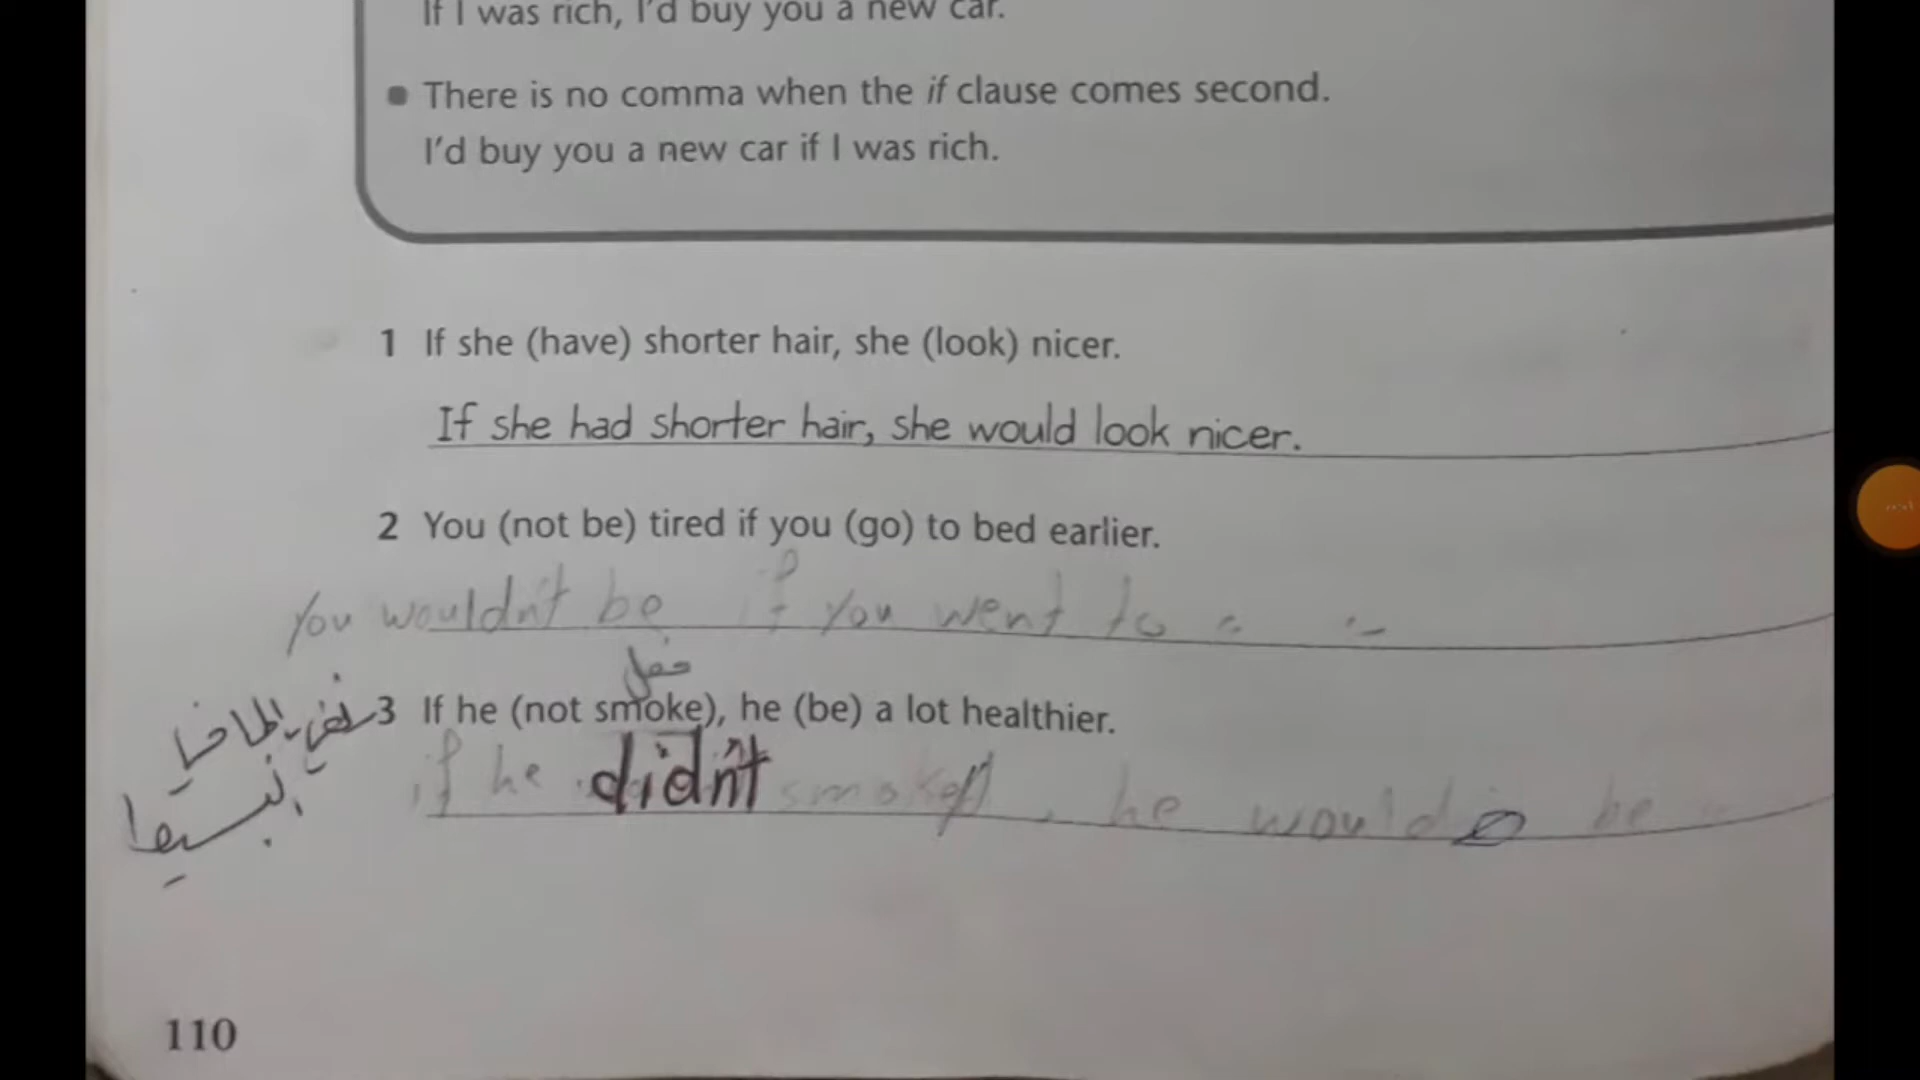 If I was rich, I'd buy you a new car.
There is no comma when the if clause comes second.
I'd buy you a new car if I was rich.
1 If she (have) shorter hair, she (look) nicer.
If she had shorter hair, she would look nicer.
2 You (not be) tired if you (go) to bed earlier.
You wouldn't be if you went to
فعل
3 If he (not smoke), he (be) a lot healthier.
if he didn't smoke, he would be
110